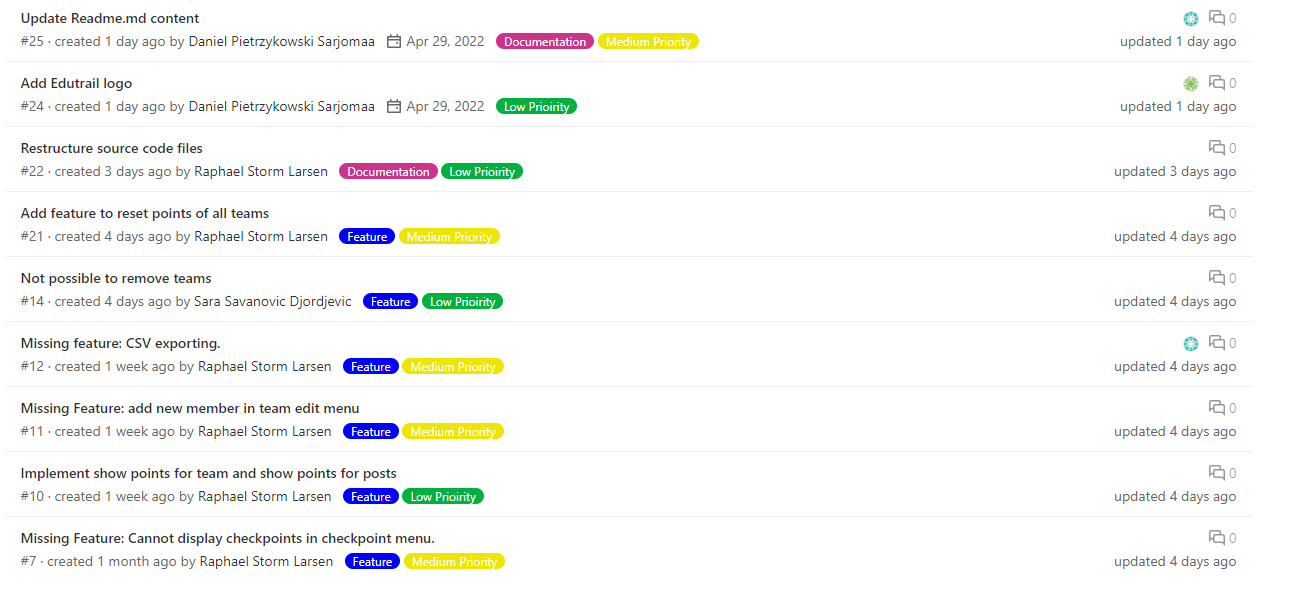 Update Readme.md content
0
#25 · created 1 day ago by Daniel Pietrzykowski Sarjomaa Apr 29, 2022 Documentation Medium Priority
updated 1 day ago
Add Edutrail logo
0
#24 · created 1 day ago by Daniel Pietrzykowski Sarjomaa Apr 29, 2022 Low Prioirity
updated 1 day ago
Restructure source code files
0
#22 · created 3 days ago by Raphael Storm Larsen Documentation Low Prioirity
updated 3 days ago
Add feature to reset points of all teams
0
#21 · created 4 days ago by Raphael Storm Larsen Feature Medium Priority
updated 4 days ago
Not possible to remove teams
0
#14 · created 4 days ago by Sara Savanovic Djordjevic Feature Low Prioirity
updated 4 days ago
Missing feature: CSV exporting.
0
#12 · created 1 week ago by Raphael Storm Larsen Feature Medium Priority
updated 4 days ago
Missing Feature: add new member in team edit menu
0
#11 · created 1 week ago by Raphael Storm Larsen Feature Medium Priority
updated 4 days ago
Implement show points for team and show points for posts
0
#10 · created 1 week ago by Raphael Storm Larsen Feature Low Prioirity
updated 4 days ago
Missing Feature: Cannot display checkpoints in checkpoint menu.
0
#7 · created 1 month ago by Raphael Storm Larsen Feature Medium Priority
updated 4 days ago